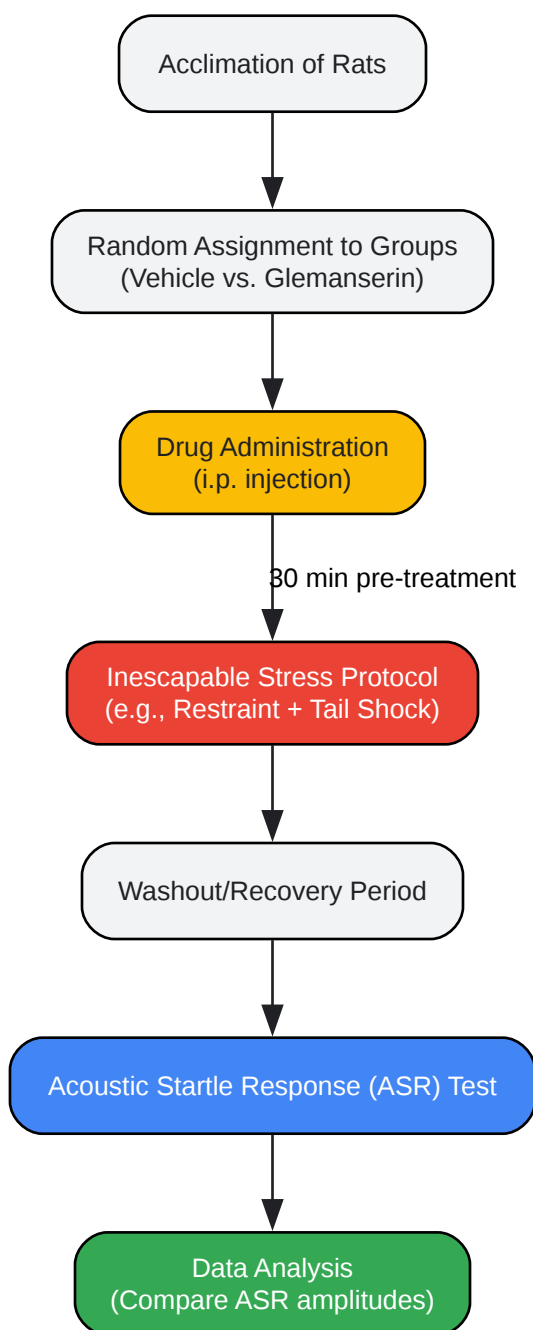 Acclimation of Rats
Random Assignment to Groups
(Vehicle vs. Glemanserin)
Drug Administration
(i.p. injection)
30 min pre-treatment
Inescapable Stress Protocol
(e.g., Restraint + Tail Shock)
Washout/Recovery Period
Acoustic Startle Response (ASR) Test
Data Analysis
(Compare ASR amplitudes)